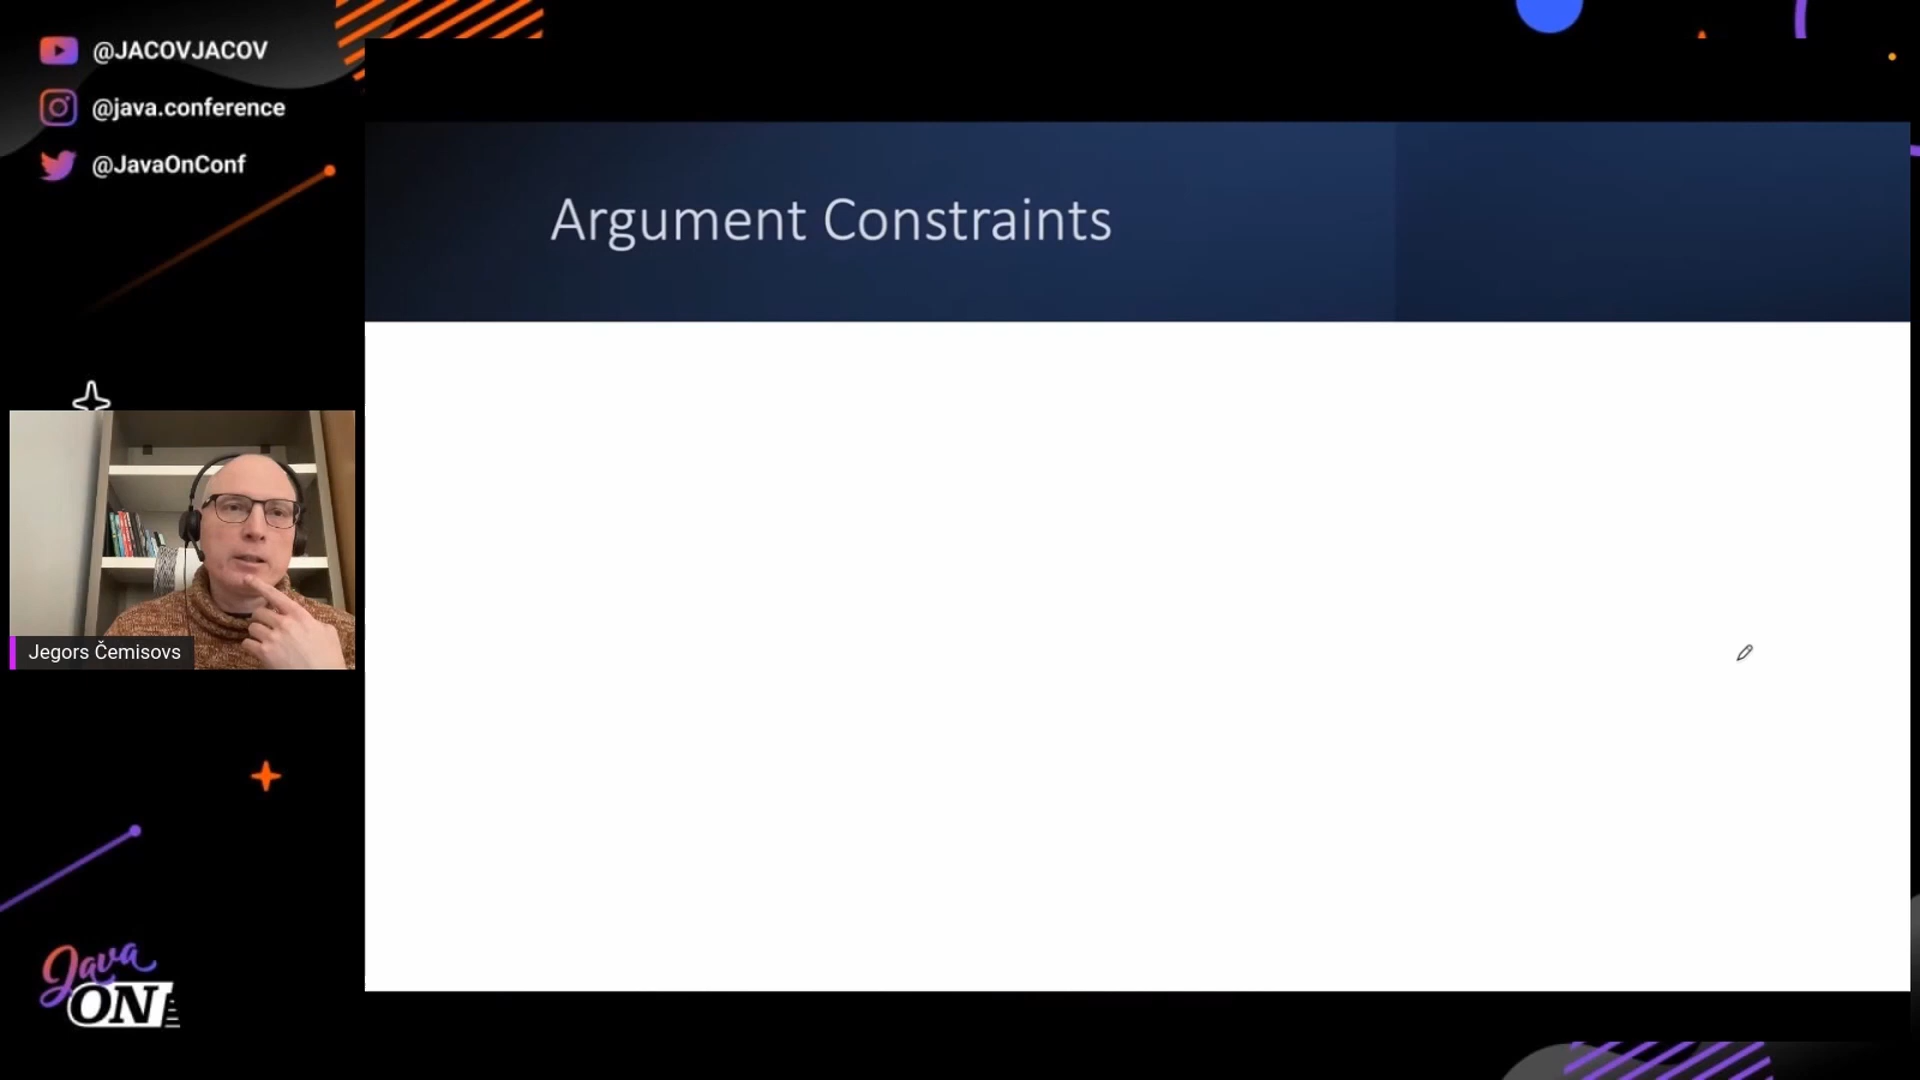 @JACOVJACOV
@java.conference
@JavaOnConf
Argument Constraints
Jegors Čemisovs
Java
ON